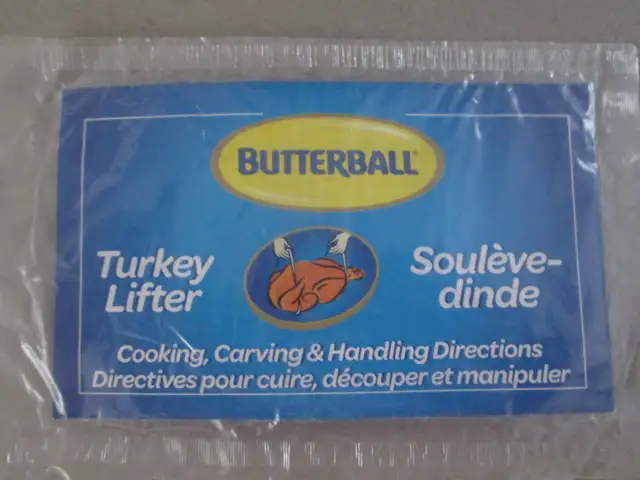 BUTTERBALL®
Turkey
Lifter
Soulève-
dinde
Cooking, Carving & Handling Directions
Directives pour cuire, découper et manipuler